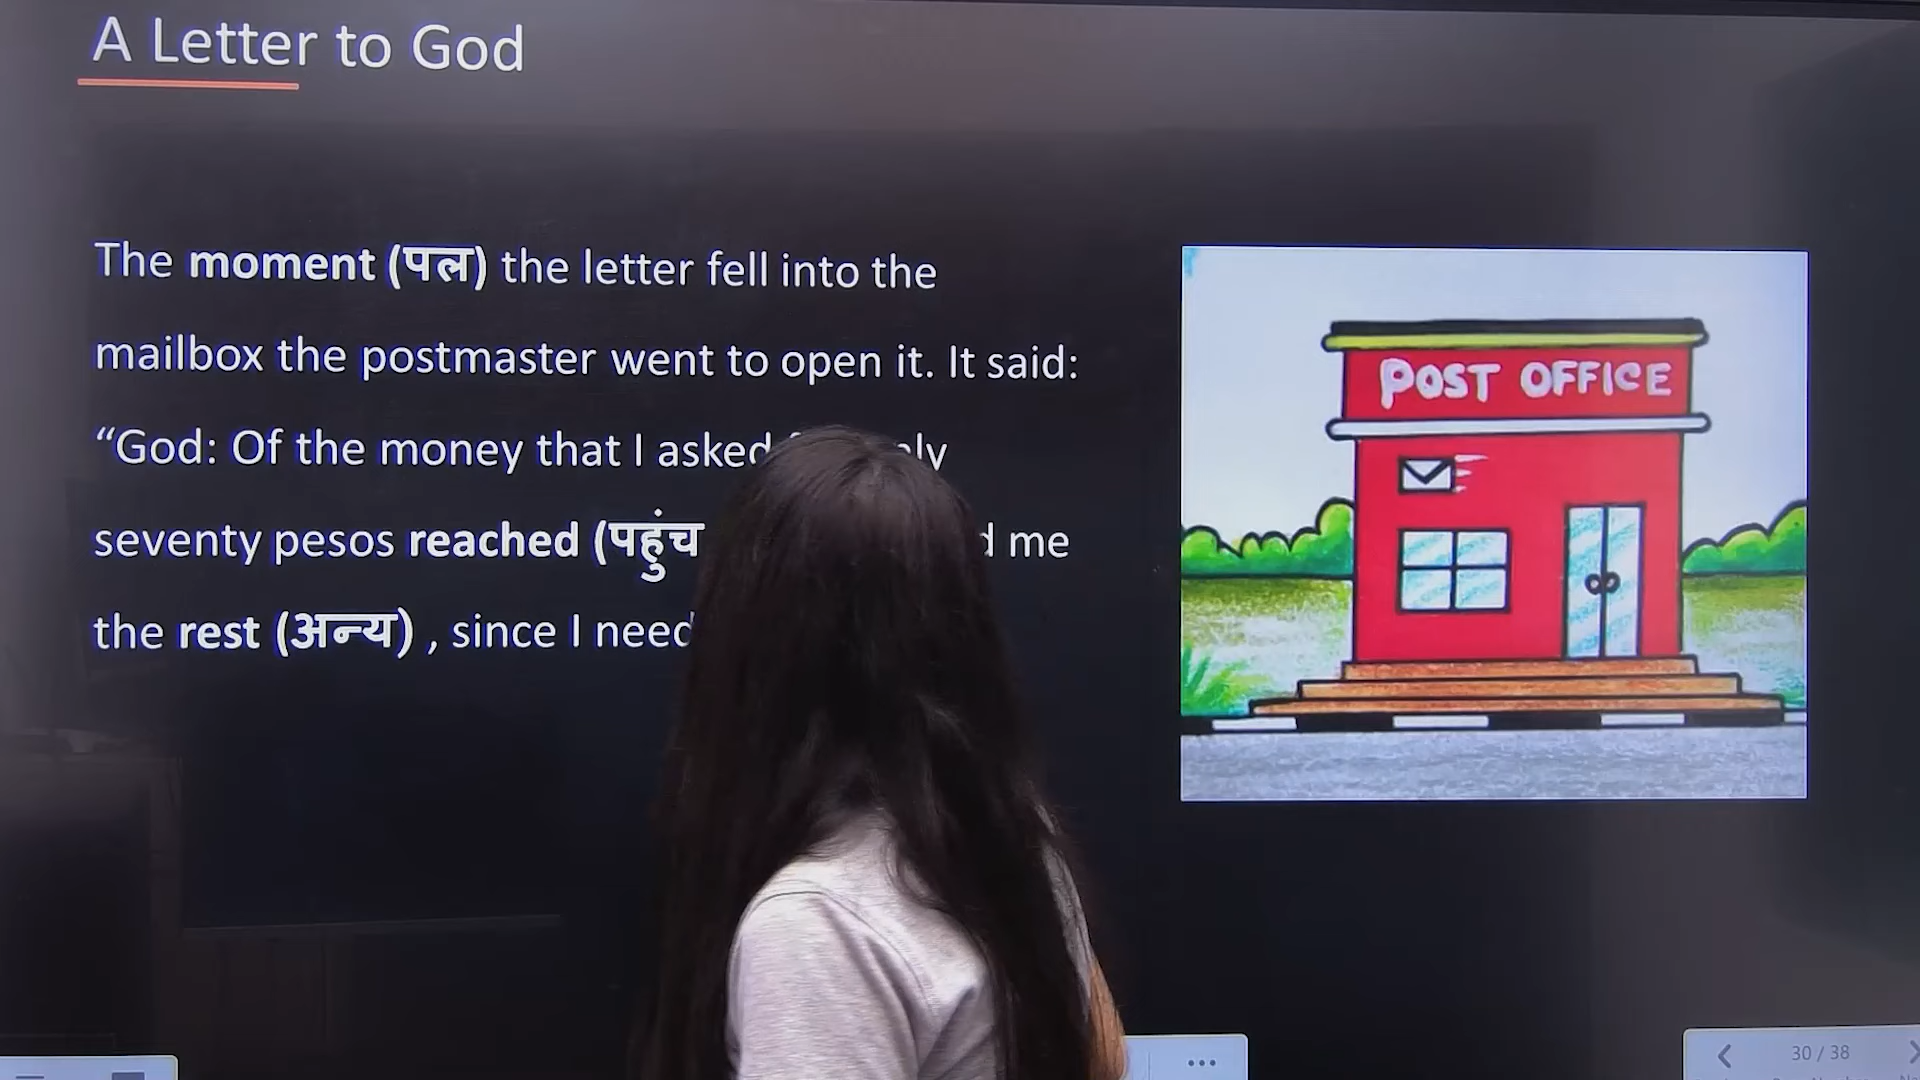 A Letter to God
The moment (पल) the letter fell into the
mailbox the postmaster went to open it. It said:
“God: Of the money that I asked
seventy pesos reached (पहुंच me
the rest (अन्य) , since I need
POST OFFICE
30 / 38